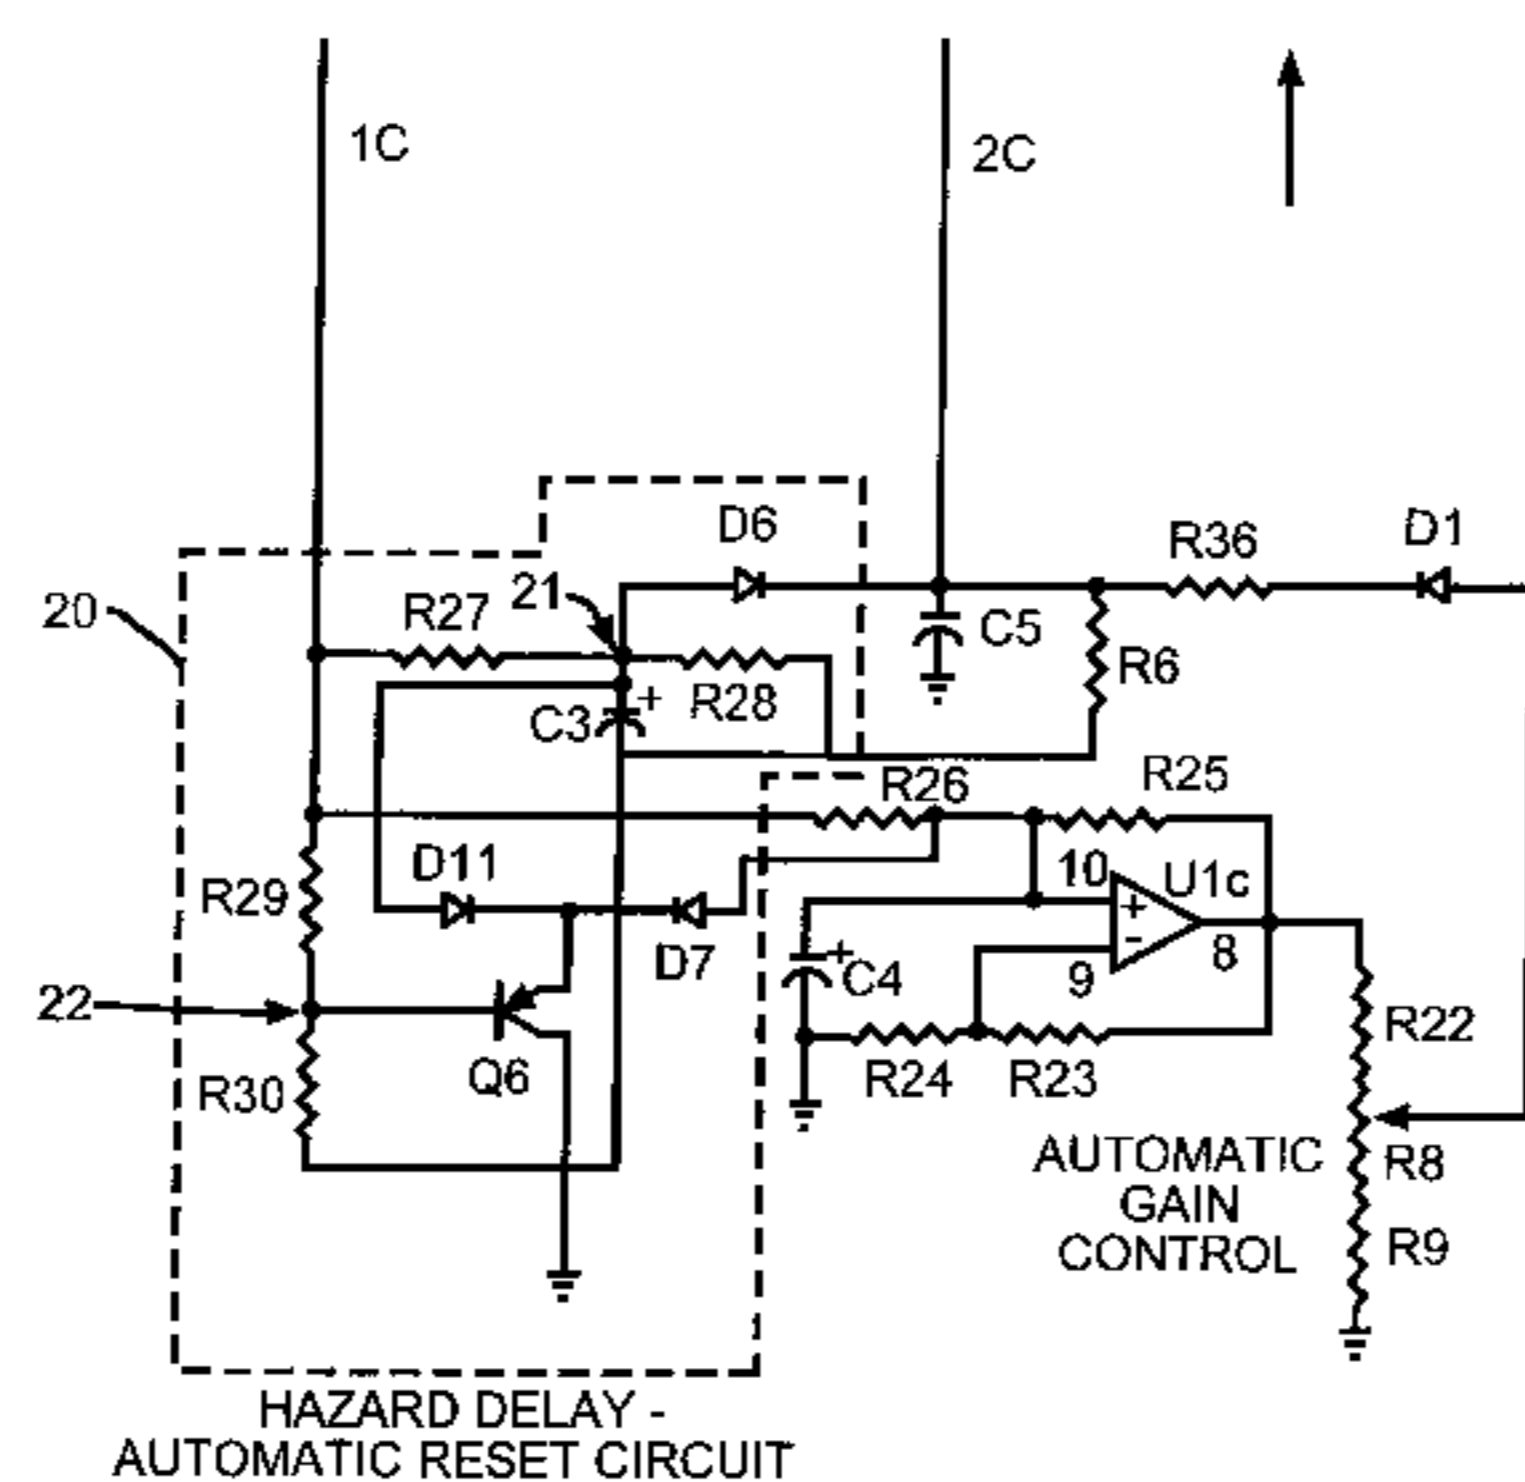 1C
2C
D6
R36
D1
20
R27
21
C5
R6
C3
+
R28
R26
R25
D11
10
U1c
R29
+
-
D7
+
C4
9
8
22
R22
Q6
R24
R23
R30
AUTOMATIC
GAIN
CONTROL
R8
R9
HAZARD DELAY -
AUTOMATIC RESET CIRCUIT